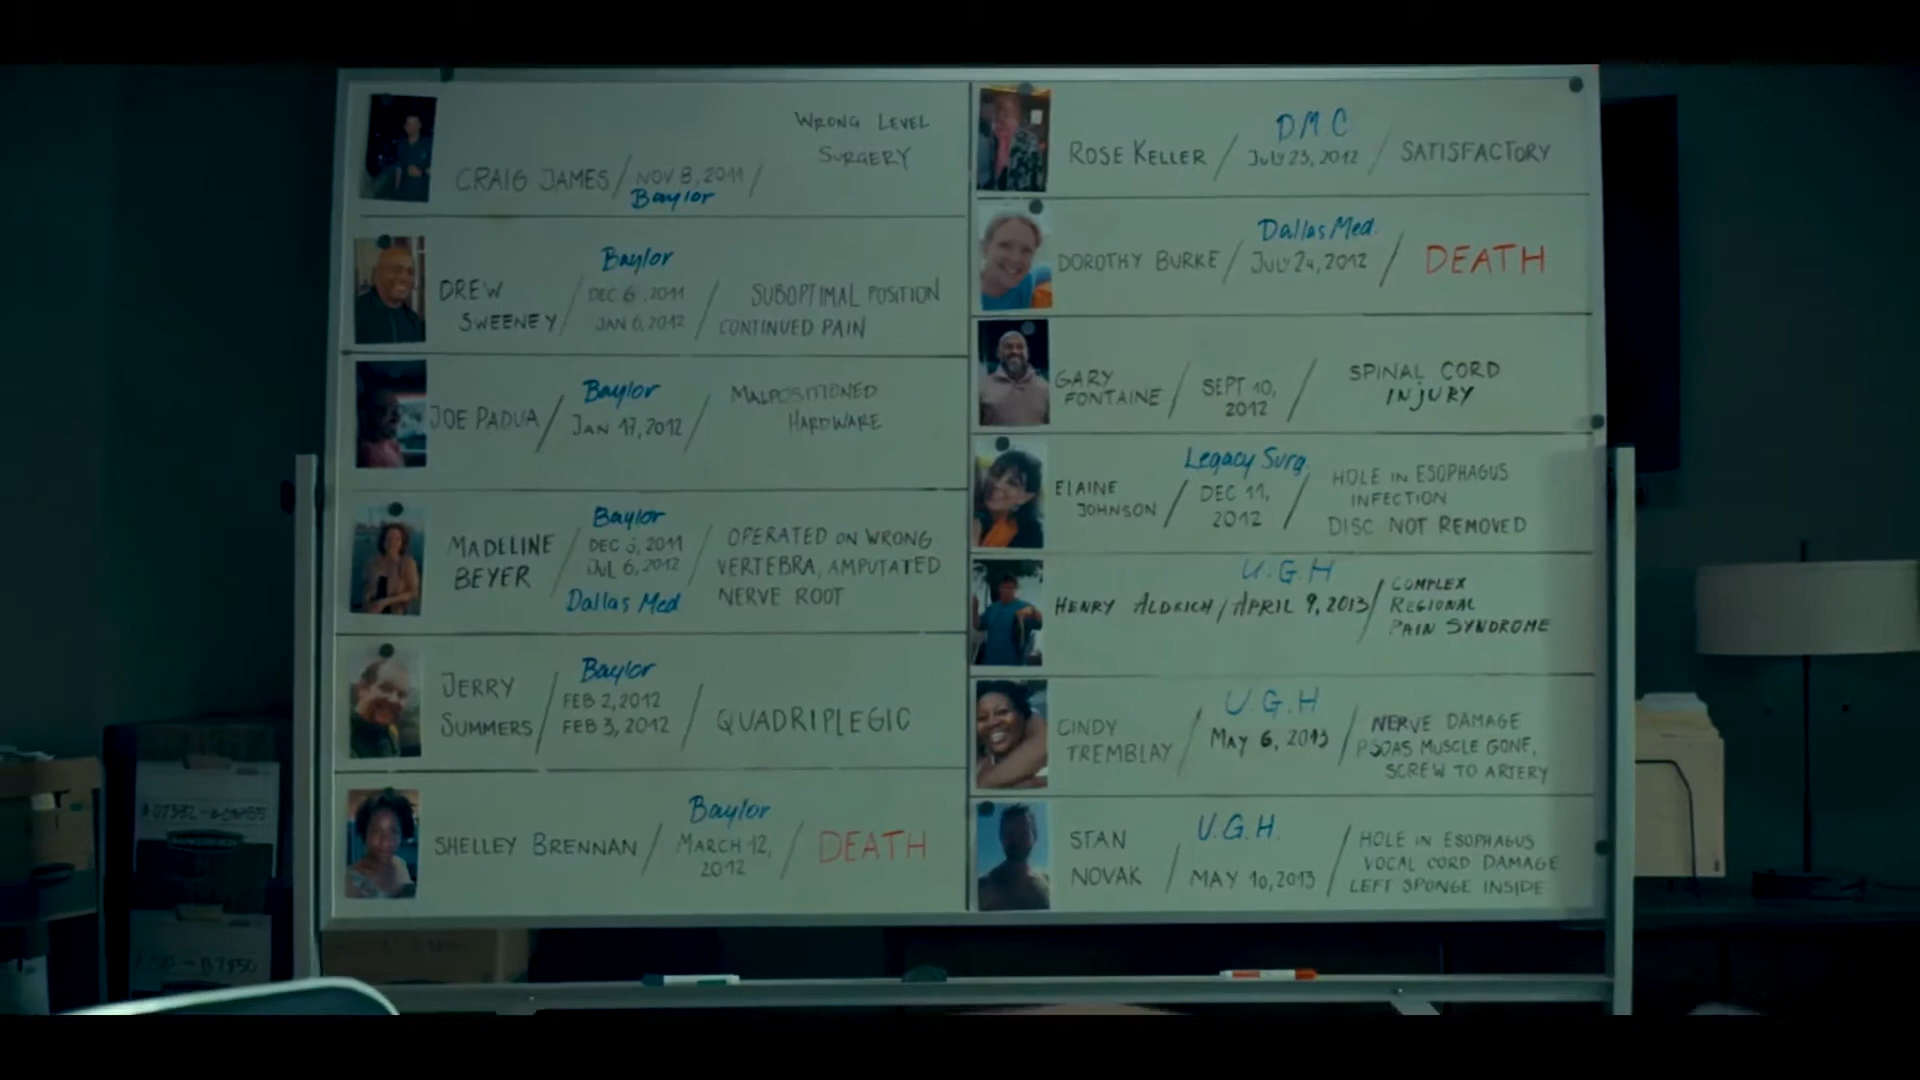 WRONG LEVEL
SURGERY
CRAIG JAMES / NOV 8, 2011 /
Baylor
Baylor
DREW
SWEENEY / DEC 6, 2011
JAN 6, 2012 / SUBOPTIMAL POSITION
CONTINUED PAIN
Baylor
JOE PADUA / JAN 17, 2012 / MALPOSITIONED
HARDWARE
Baylor
MADELINE
BEYER / DEC 3, 2011
JUL 6, 2012 / OPERATED ON WRONG
VERTEBRA, AMPUTATED
NERVE ROOT
Dallas Med
Baylor
JERRY
SUMMERS / FEB 2, 2012
FEB 3, 2012 / QUADRIPLEGIC
Baylor
SHELLEY BRENNAN / MARCH 12,
2012 / DEATH
D.M.C
ROSE KELLER / JULY 23, 2012 / SATISFACTORY
Dallas Med.
DOROTHY BURKE / JULY 24, 2012 / DEATH
GARY
FONTAINE / SEPT 10,
2012 / SPINAL CORD
INJURY
Legacy Surg.
ELAINE
JOHNSON / DEC 11,
2012 / HOLE IN ESOPHAGUS
INFECTION
DISC NOT REMOVED
U.G.H
HENRY ALDRICH / APRIL 9, 2013 / COMPLEX
REGIONAL
PAIN SYNDROME
U.G.H
CINDY
TREMBLAY / MAY 6, 2013 / NERVE DAMAGE
PSOAS MUSCLE GONE,
SCREW TO ARTERY
U.G.H.
STAN
NOVAK / MAY 10, 2013 / HOLE IN ESOPHAGUS
VOCAL CORD DAMAGE
LEFT SPONGE INSIDE